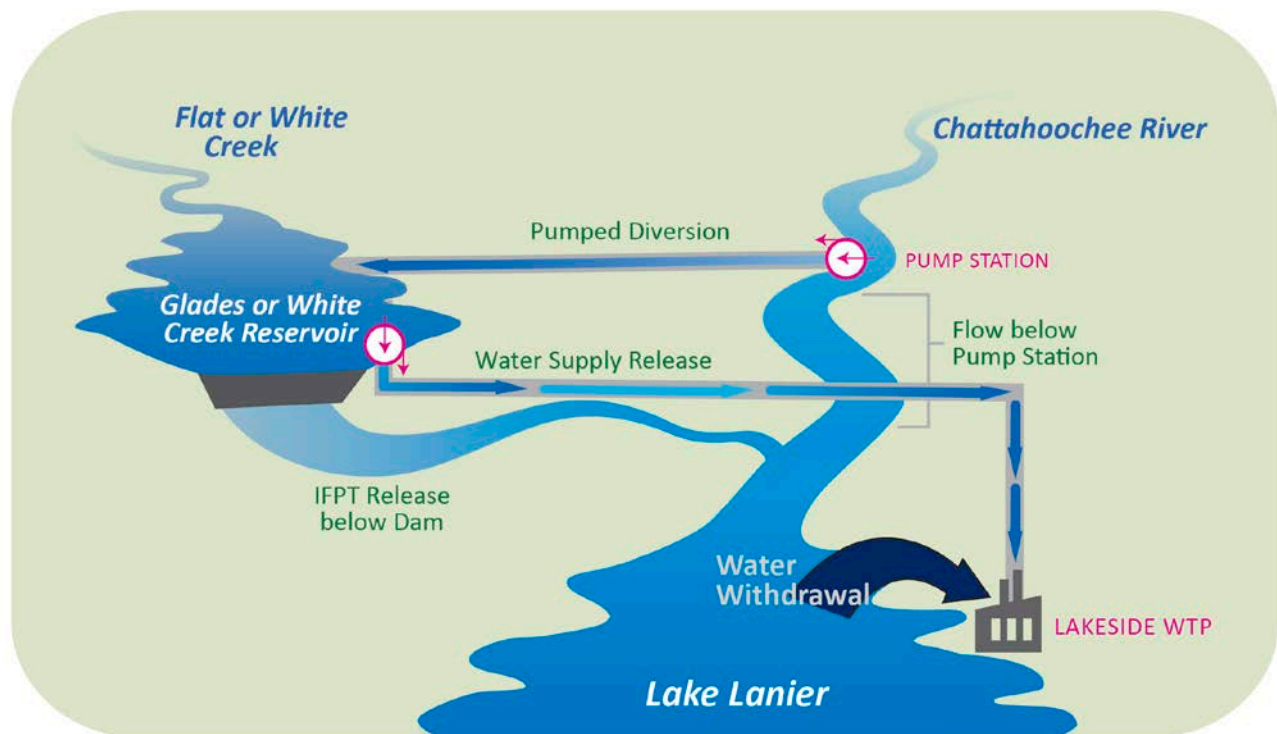 Flat or White
Creek
Chattahoochee River
Pumped Diversion
PUMP STATION
Glades or White
Creek Reservoir
Flow below
Pump Station
Water Supply Release
IFPT Release
below Dam
Water
Withdrawal
LAKESIDE WTP
Lake Lanier